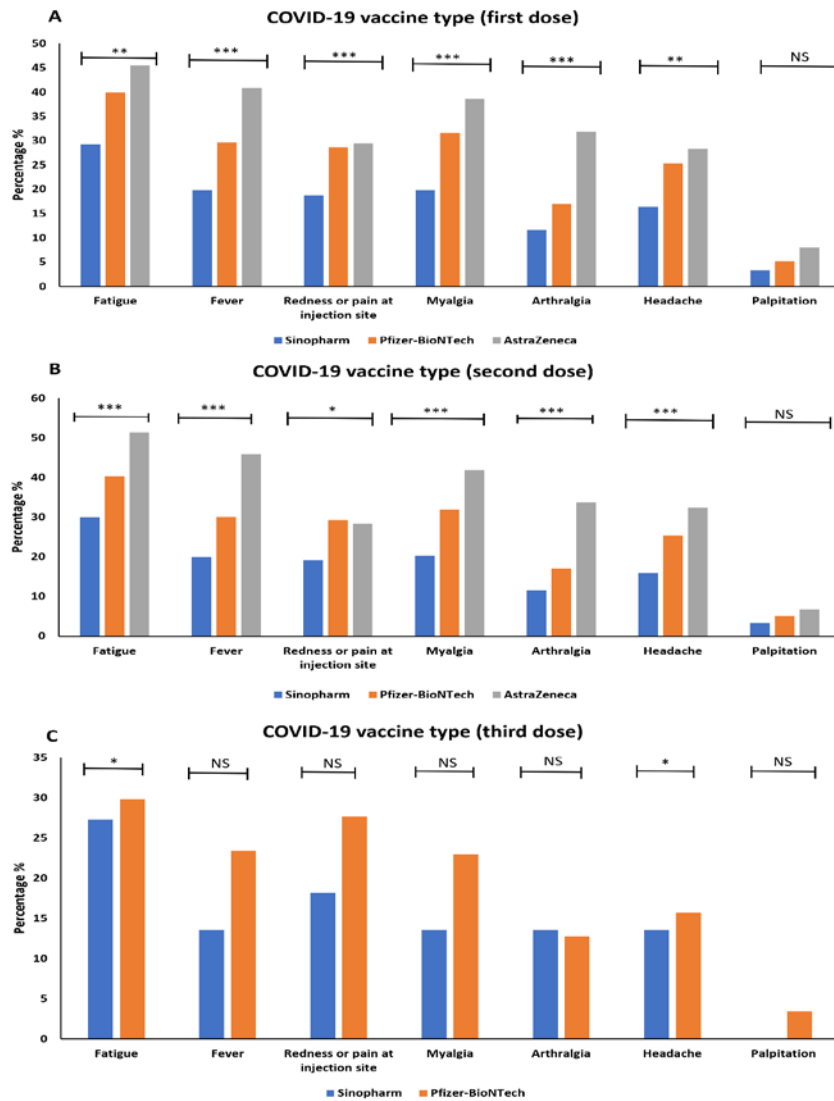 A
COVID-19 vaccine type (first dose)
50
45
40
35
30
25
20
15
10
5
0
Percentage %
** *** *** *** *** ** NS
Fatigue Fever Redness or pain at Myalgia Arthralgia Headache Palpitation
injection site
Sinopharm Pfizer-BioNTech AstraZeneca
B
COVID-19 vaccine type (second dose)
60
50
40
30
20
10
0
Percentage %
*** *** * *** *** *** NS
Fatigue Fever Redness or pain at Myalgia Arthralgia Headache Palpitation
injection site
Sinopharm Pfizer-BioNTech AstraZeneca
C
COVID-19 vaccine type (third dose)
35
30
25
20
15
10
5
0
Percentage %
* NS NS NS NS * NS
Fatigue Fever Redness or pain at Myalgia Arthralgia Headache Palpitation
injection site
Sinopharm Pfizer-BioNTech